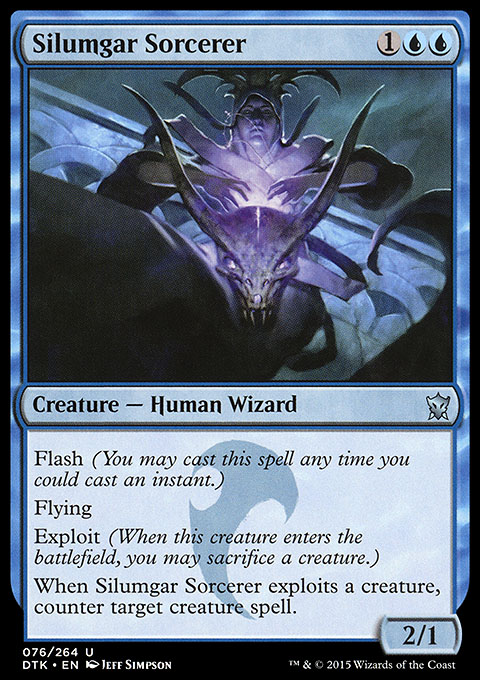 Silumgar Sorcerer 1
Creature — Human Wizard
Flash (You may cast this spell any time you
could cast an instant.)
Flying
Exploit (When this creature enters the
battlefield, you may sacrifice a creature.)
When Silumgar Sorcerer exploits a creature,
counter target creature spell.
2/1
076/264 U
DTK • EN Jeff Simpson
™ & © 2015 Wizards of the Coast